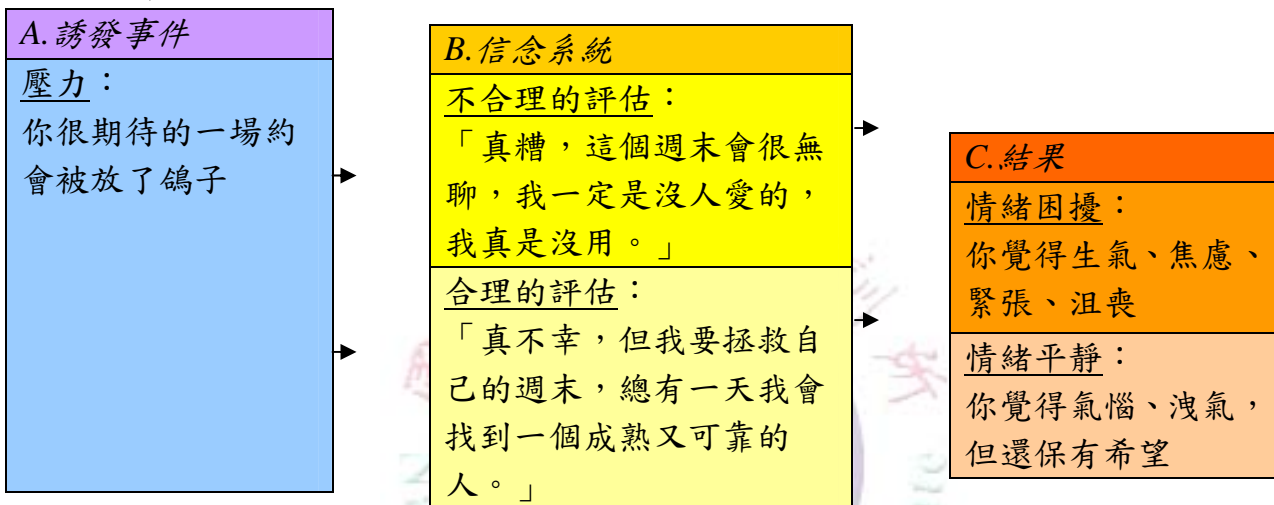 A.誘發事件
壓力：
你很期待的一場約
會被放了鴿子
B.信念系統
不合理的評估：
「真糟，這個週末會很無
聊，我一定是沒人愛的，
我真是沒用。」
合理的評估：
「真不幸，但我要拯救自
己的週末，總有一天我會
找到一個成熟又可靠的
人。」
C.結果
情緒困擾：
你覺得生氣、焦慮、
緊張、沮喪
情緒平靜：
你覺得氣惱、洩氣，
但還保有希望